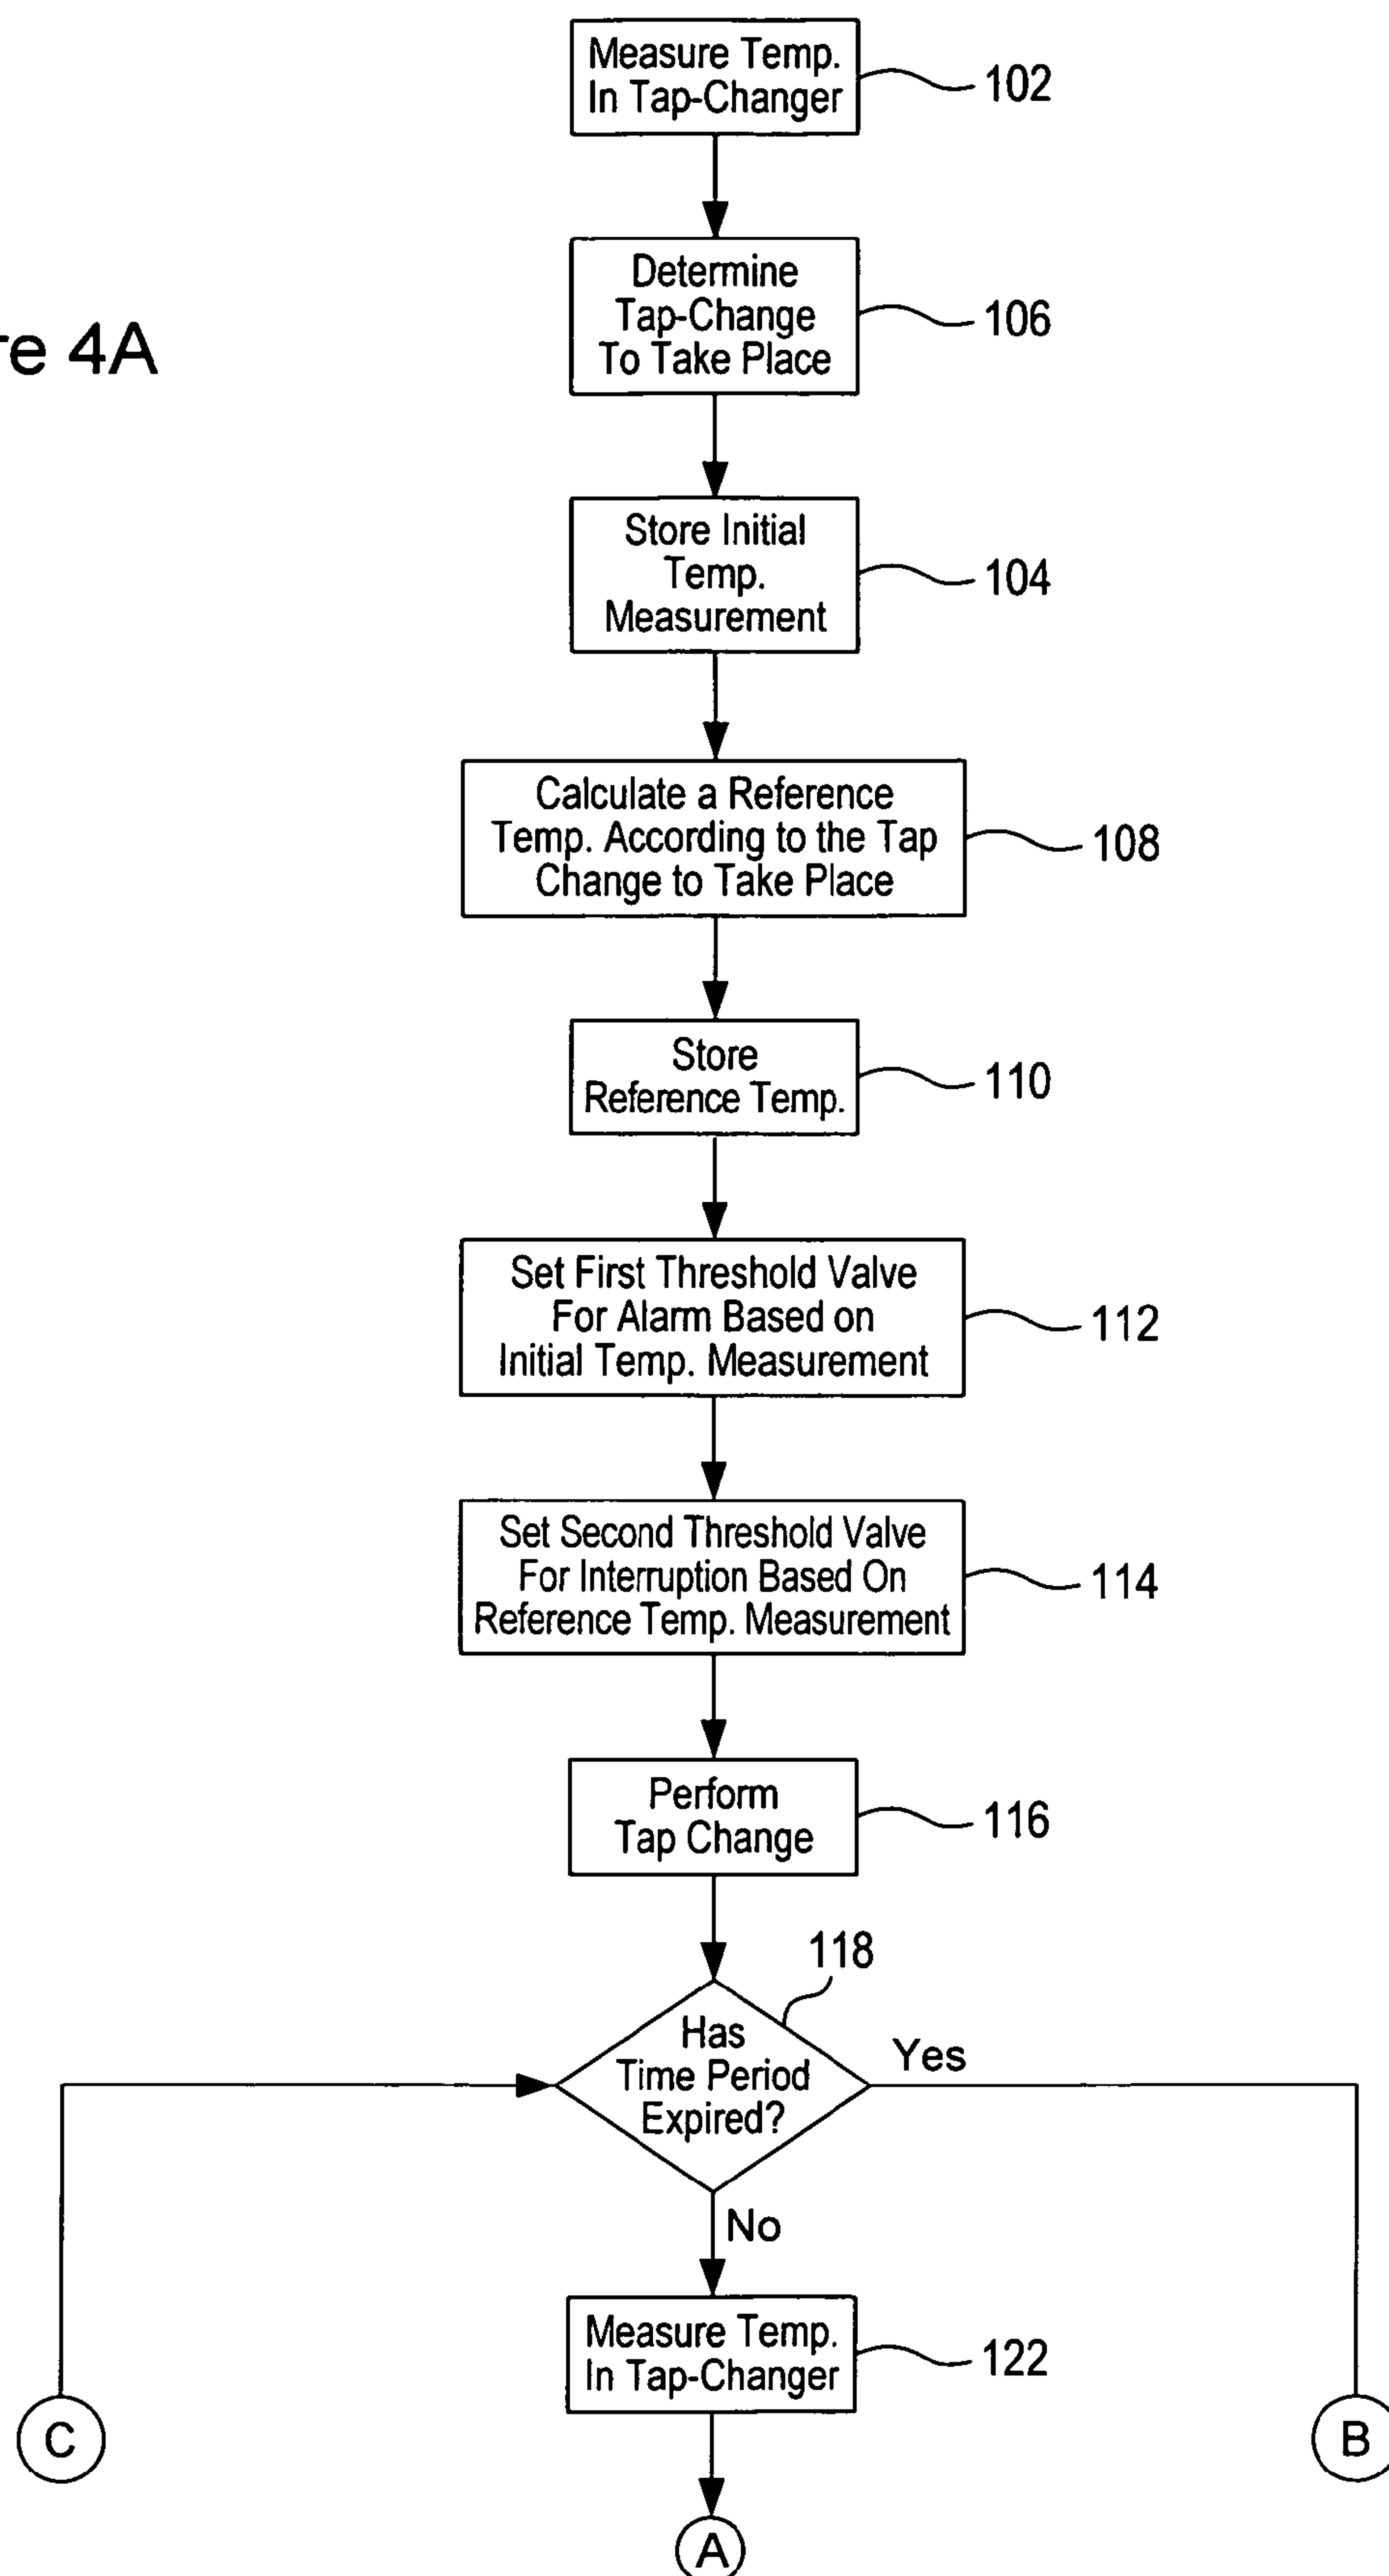 Measure Temp.
In Tap-Changer
102
Determine
Tap-Change
To Take Place
106
re 4A
Store Initial
Temp.
Measurement
104
Calculate a Reference
Temp. According to the Tap
Change to Take Place
108
Store
Reference Temp.
110
Set First Threshold Valve
For Alarm Based on
Initial Temp. Measurement
112
Set Second Threshold Valve
For Interruption Based On
Reference Temp. Measurement
114
Perform
Tap Change
116
118
Has
Time Period
Expired?
Yes
No
Measure Temp.
In Tap-Changer
122
C
B
A